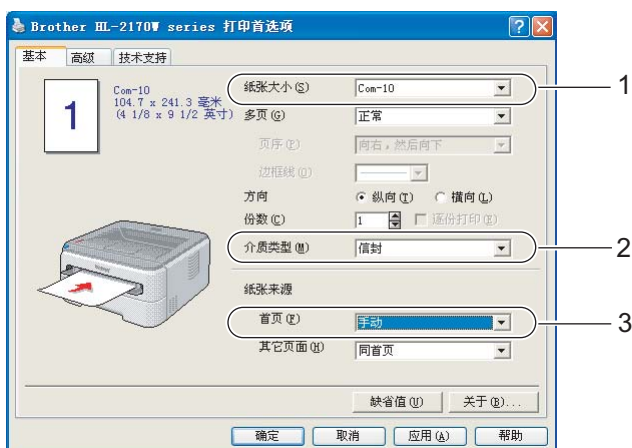 Brother HL-2170W series 打印首选项
基本 高级 技术支持
1
Com-10
104.7 x 241.3 毫米
(4 1/8 x 9 1/2 英寸)
纸张大小(S) Com-10 1
多页(G) 正常
页序(P) 向右，然后向下
边框线(O)
方向 纵向(T) 横向(L)
份数(C) 1 逐份打印(R)
介质类型(M) 信封 2
纸张来源
首页(F) 手动 3
其它页面(H) 同首页
缺省值(U) 关于(B)...
确定 取消 应用(A) 帮助